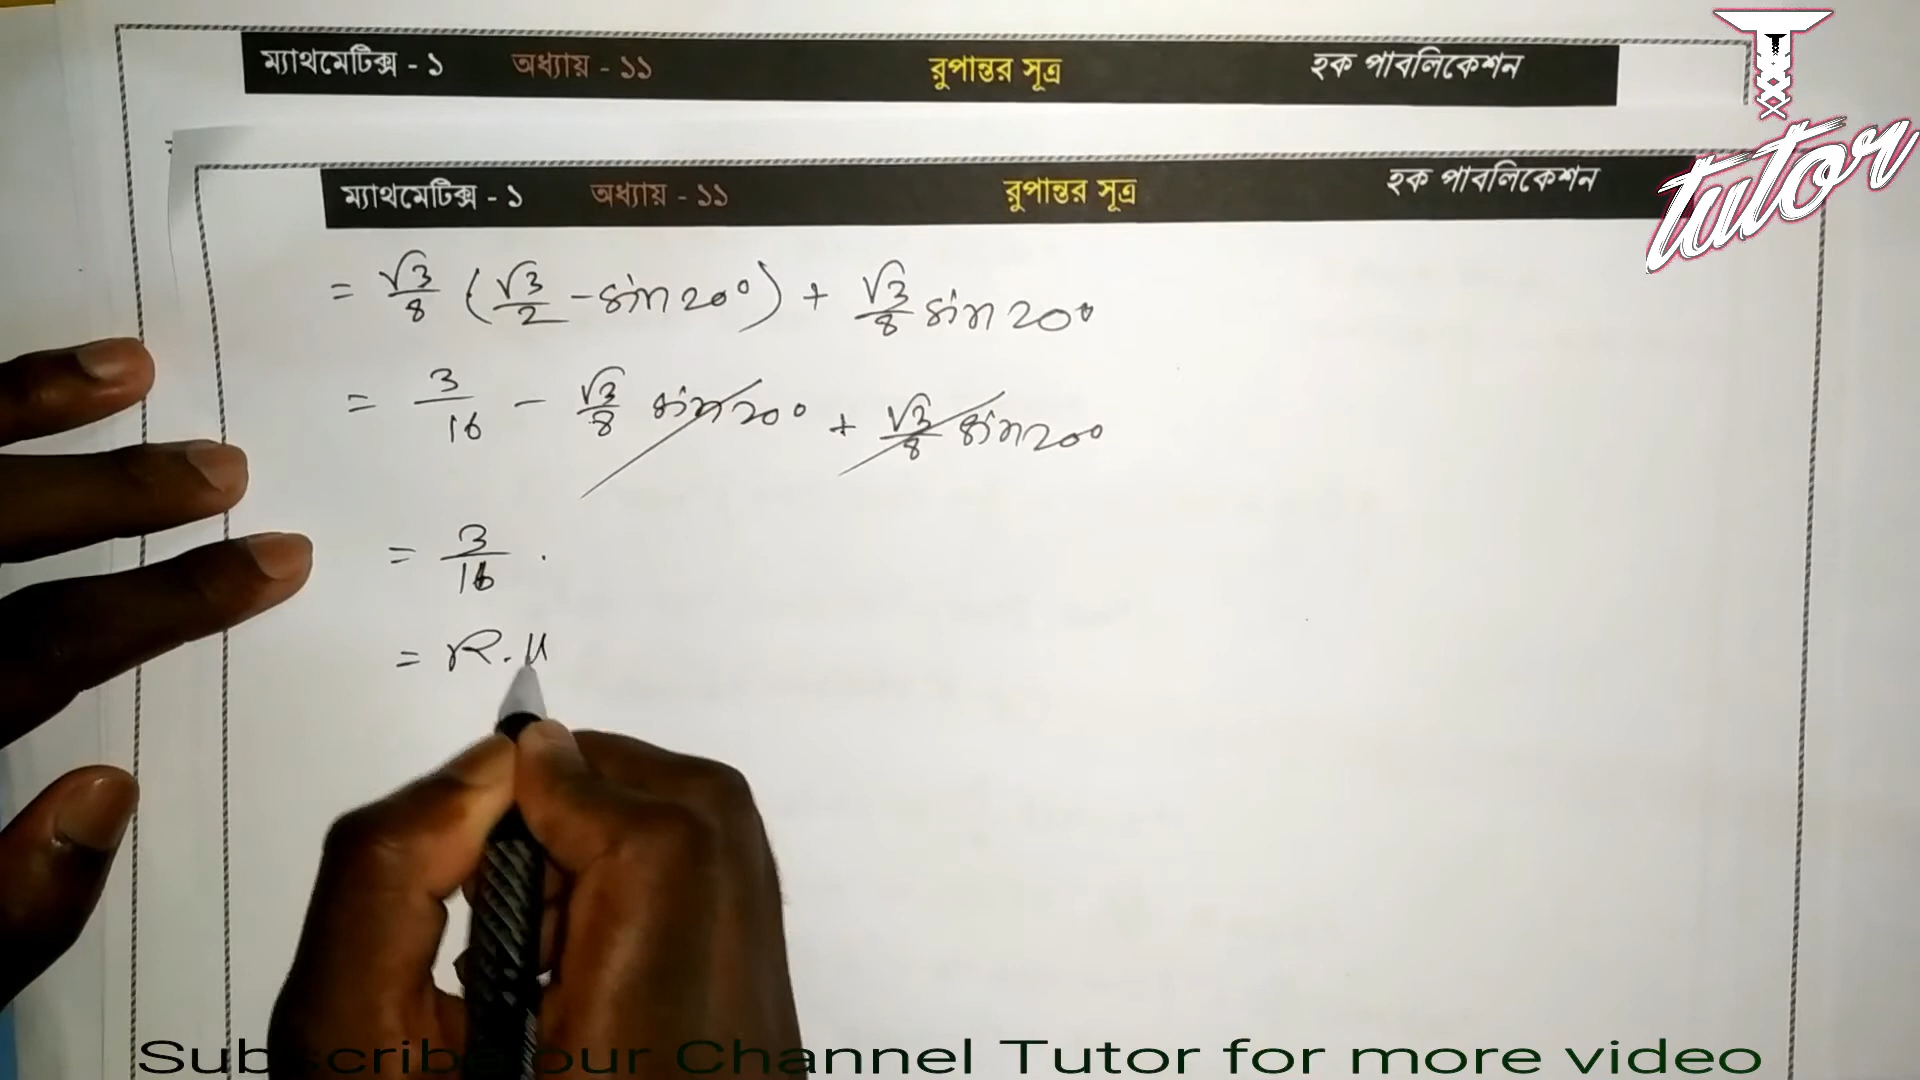 ম্যাথমেটিক্স - ১ অধ্যায় - ১১ রুপান্তর সূত্র হক পাবলিকেশন
T
tutor
ম্যাথমেটিক্স - ১ অধ্যায় - ১১ রুপান্তর সূত্র হক পাবলিকেশন
= √3/8 (√3/2 - sin 20°) + √3/8 sin 20°
= 3/16 - √3/8 sin 20° + √3/8 sin 20°
= 3/16 .
= R.H
Subscribe our Channel Tutor for more video